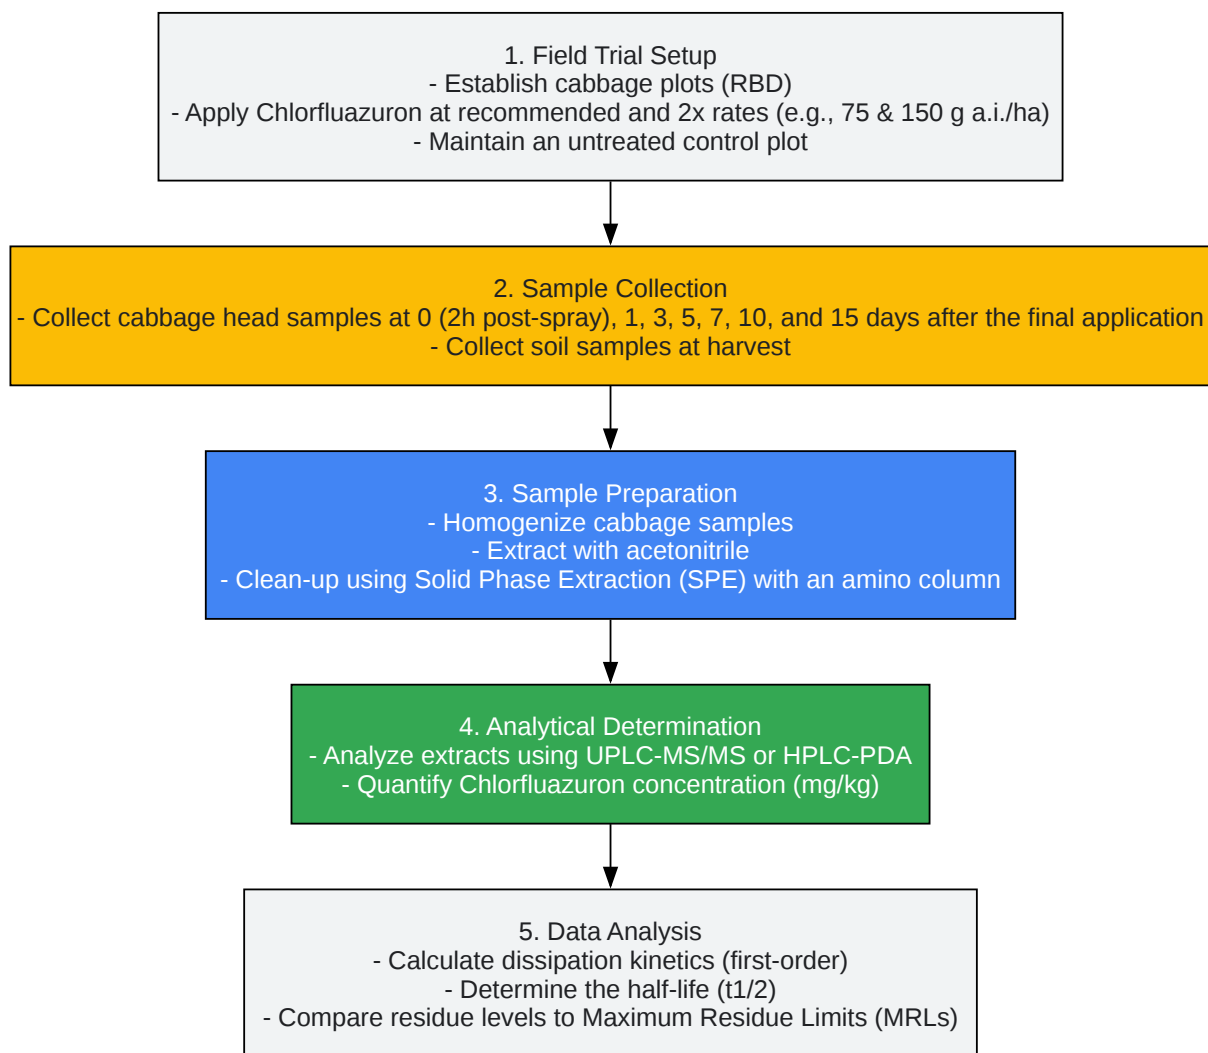 1. Field Trial Setup
- Establish cabbage plots (RBD)
- Apply Chlorfluazuron at recommended and 2x rates (e.g., 75 & 150 g a.i./ha)
- Maintain an untreated control plot
2. Sample Collection
- Collect cabbage head samples at 0 (2h post-spray), 1, 3, 5, 7, 10, and 15 days after the final application
- Collect soil samples at harvest
3. Sample Preparation
- Homogenize cabbage samples
- Extract with acetonitrile
- Clean-up using Solid Phase Extraction (SPE) with an amino column
4. Analytical Determination
- Analyze extracts using UPLC-MS/MS or HPLC-PDA
- Quantify Chlorfluazuron concentration (mg/kg)
5. Data Analysis
- Calculate dissipation kinetics (first-order)
- Determine the half-life (t1/2)
- Compare residue levels to Maximum Residue Limits (MRLs)